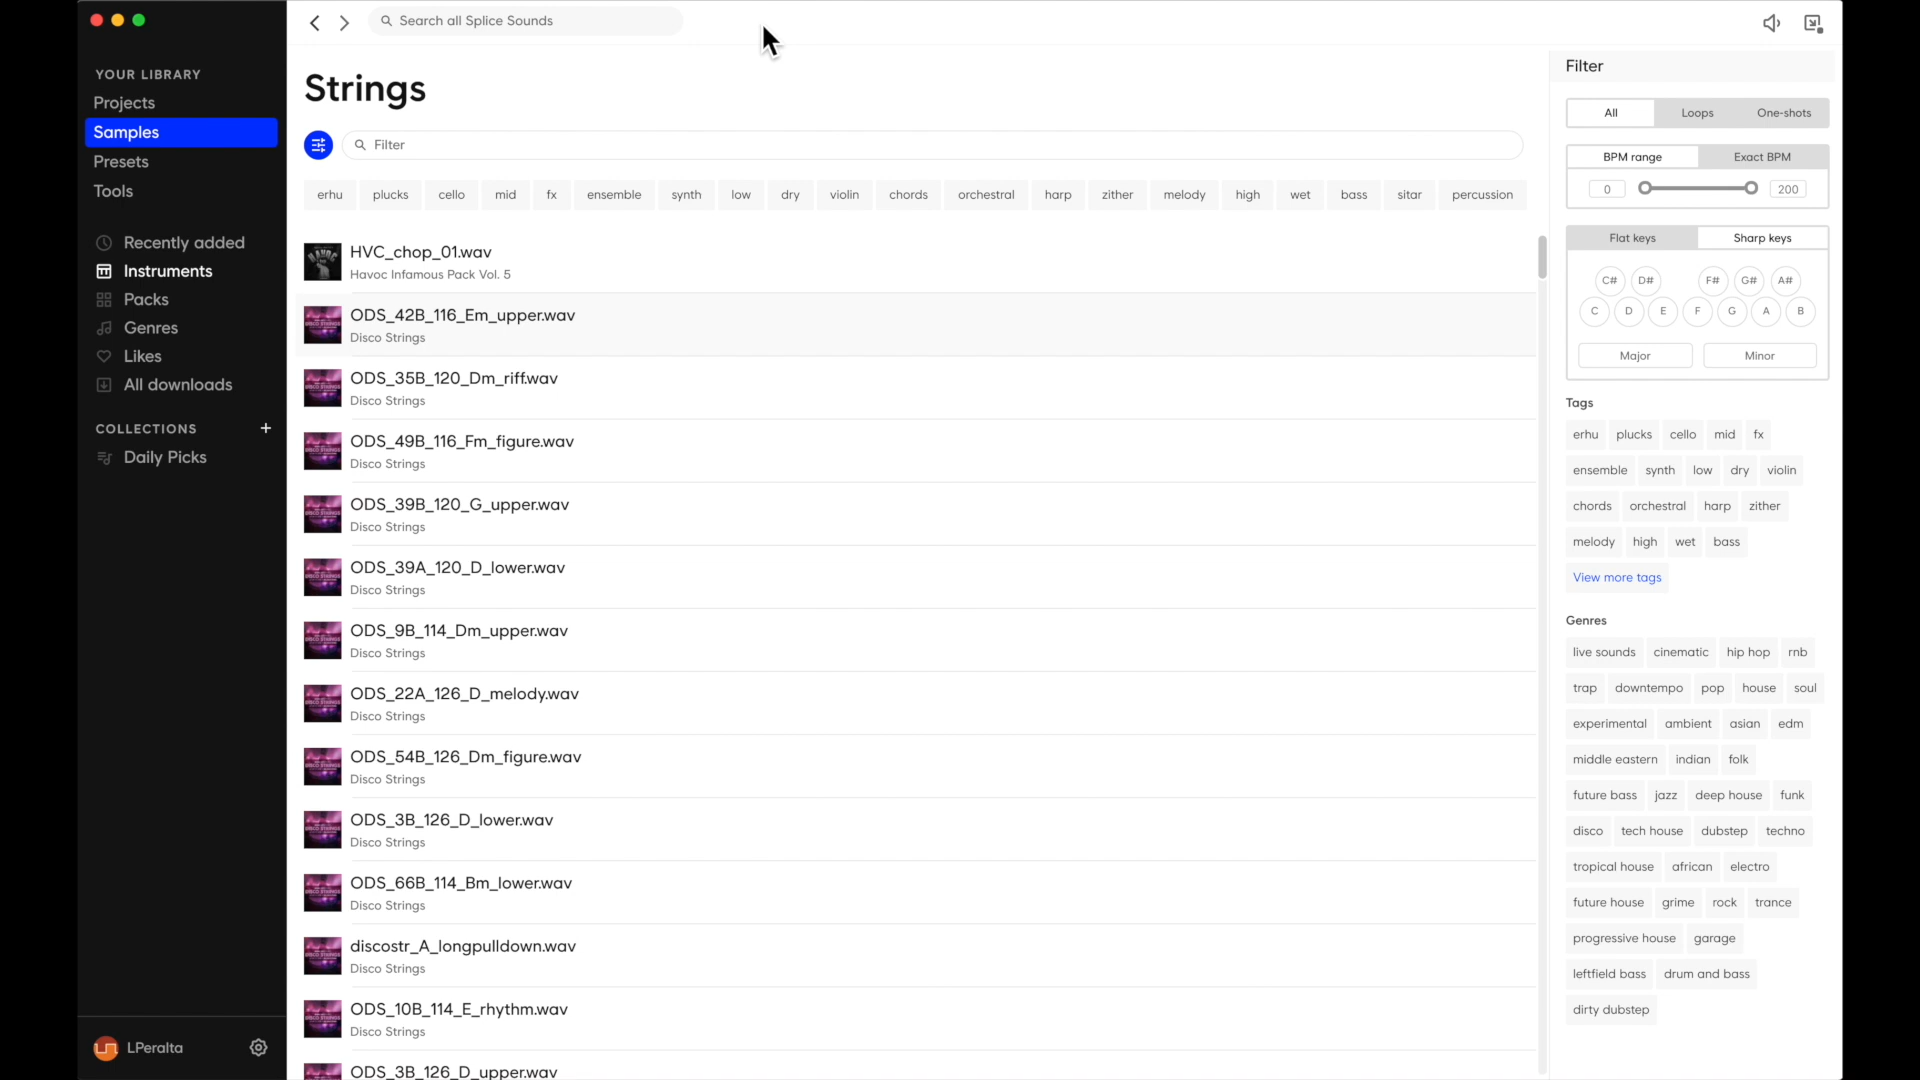 Search all Splice Sounds
YOUR LIBRARY
Projects
Samples
Presets
Tools
Recently added
Instruments
Packs
Genres
Likes
All downloads
COLLECTIONS +
Daily Picks
LPeralta
Strings
Filter
erhu plucks cello mid fx ensemble synth low dry violin chords orchestral harp zither melody high wet bass sitar percussion
HVC_chop_01.wav
Havoc Infamous Pack Vol. 5
ODS_42B_116_Em_upper.wav
Disco Strings
ODS_35B_120_Dm_riff.wav
Disco Strings
ODS_49B_116_Fm_figure.wav
Disco Strings
ODS_39B_120_G_upper.wav
Disco Strings
ODS_39A_120_D_lower.wav
Disco Strings
ODS_9B_114_Dm_upper.wav
Disco Strings
ODS_22A_126_D_melody.wav
Disco Strings
ODS_54B_126_Dm_figure.wav
Disco Strings
ODS_3B_126_D_lower.wav
Disco Strings
ODS_66B_114_Bm_lower.wav
Disco Strings
discostr_A_longpulldown.wav
Disco Strings
ODS_10B_114_E_rhythm.wav
Disco Strings
ODS_3B_126_D_upper.wav
Filter
All Loops One-shots
BPM range Exact BPM
0 200
Flat keys Sharp keys
C# D# F# G# A#
C D E F G A B
Major Minor
Tags
erhu plucks cello mid fx
ensemble synth low dry violin
chords orchestral harp zither
melody high wet bass
View more tags
Genres
live sounds cinematic hip hop rnb
trap downtempo pop house soul
experimental ambient asian edm
middle eastern indian folk
future bass jazz deep house funk
disco tech house dubstep techno
tropical house african electro
future house grime rock trance
progressive house garage
leftfield bass drum and bass
dirty dubstep